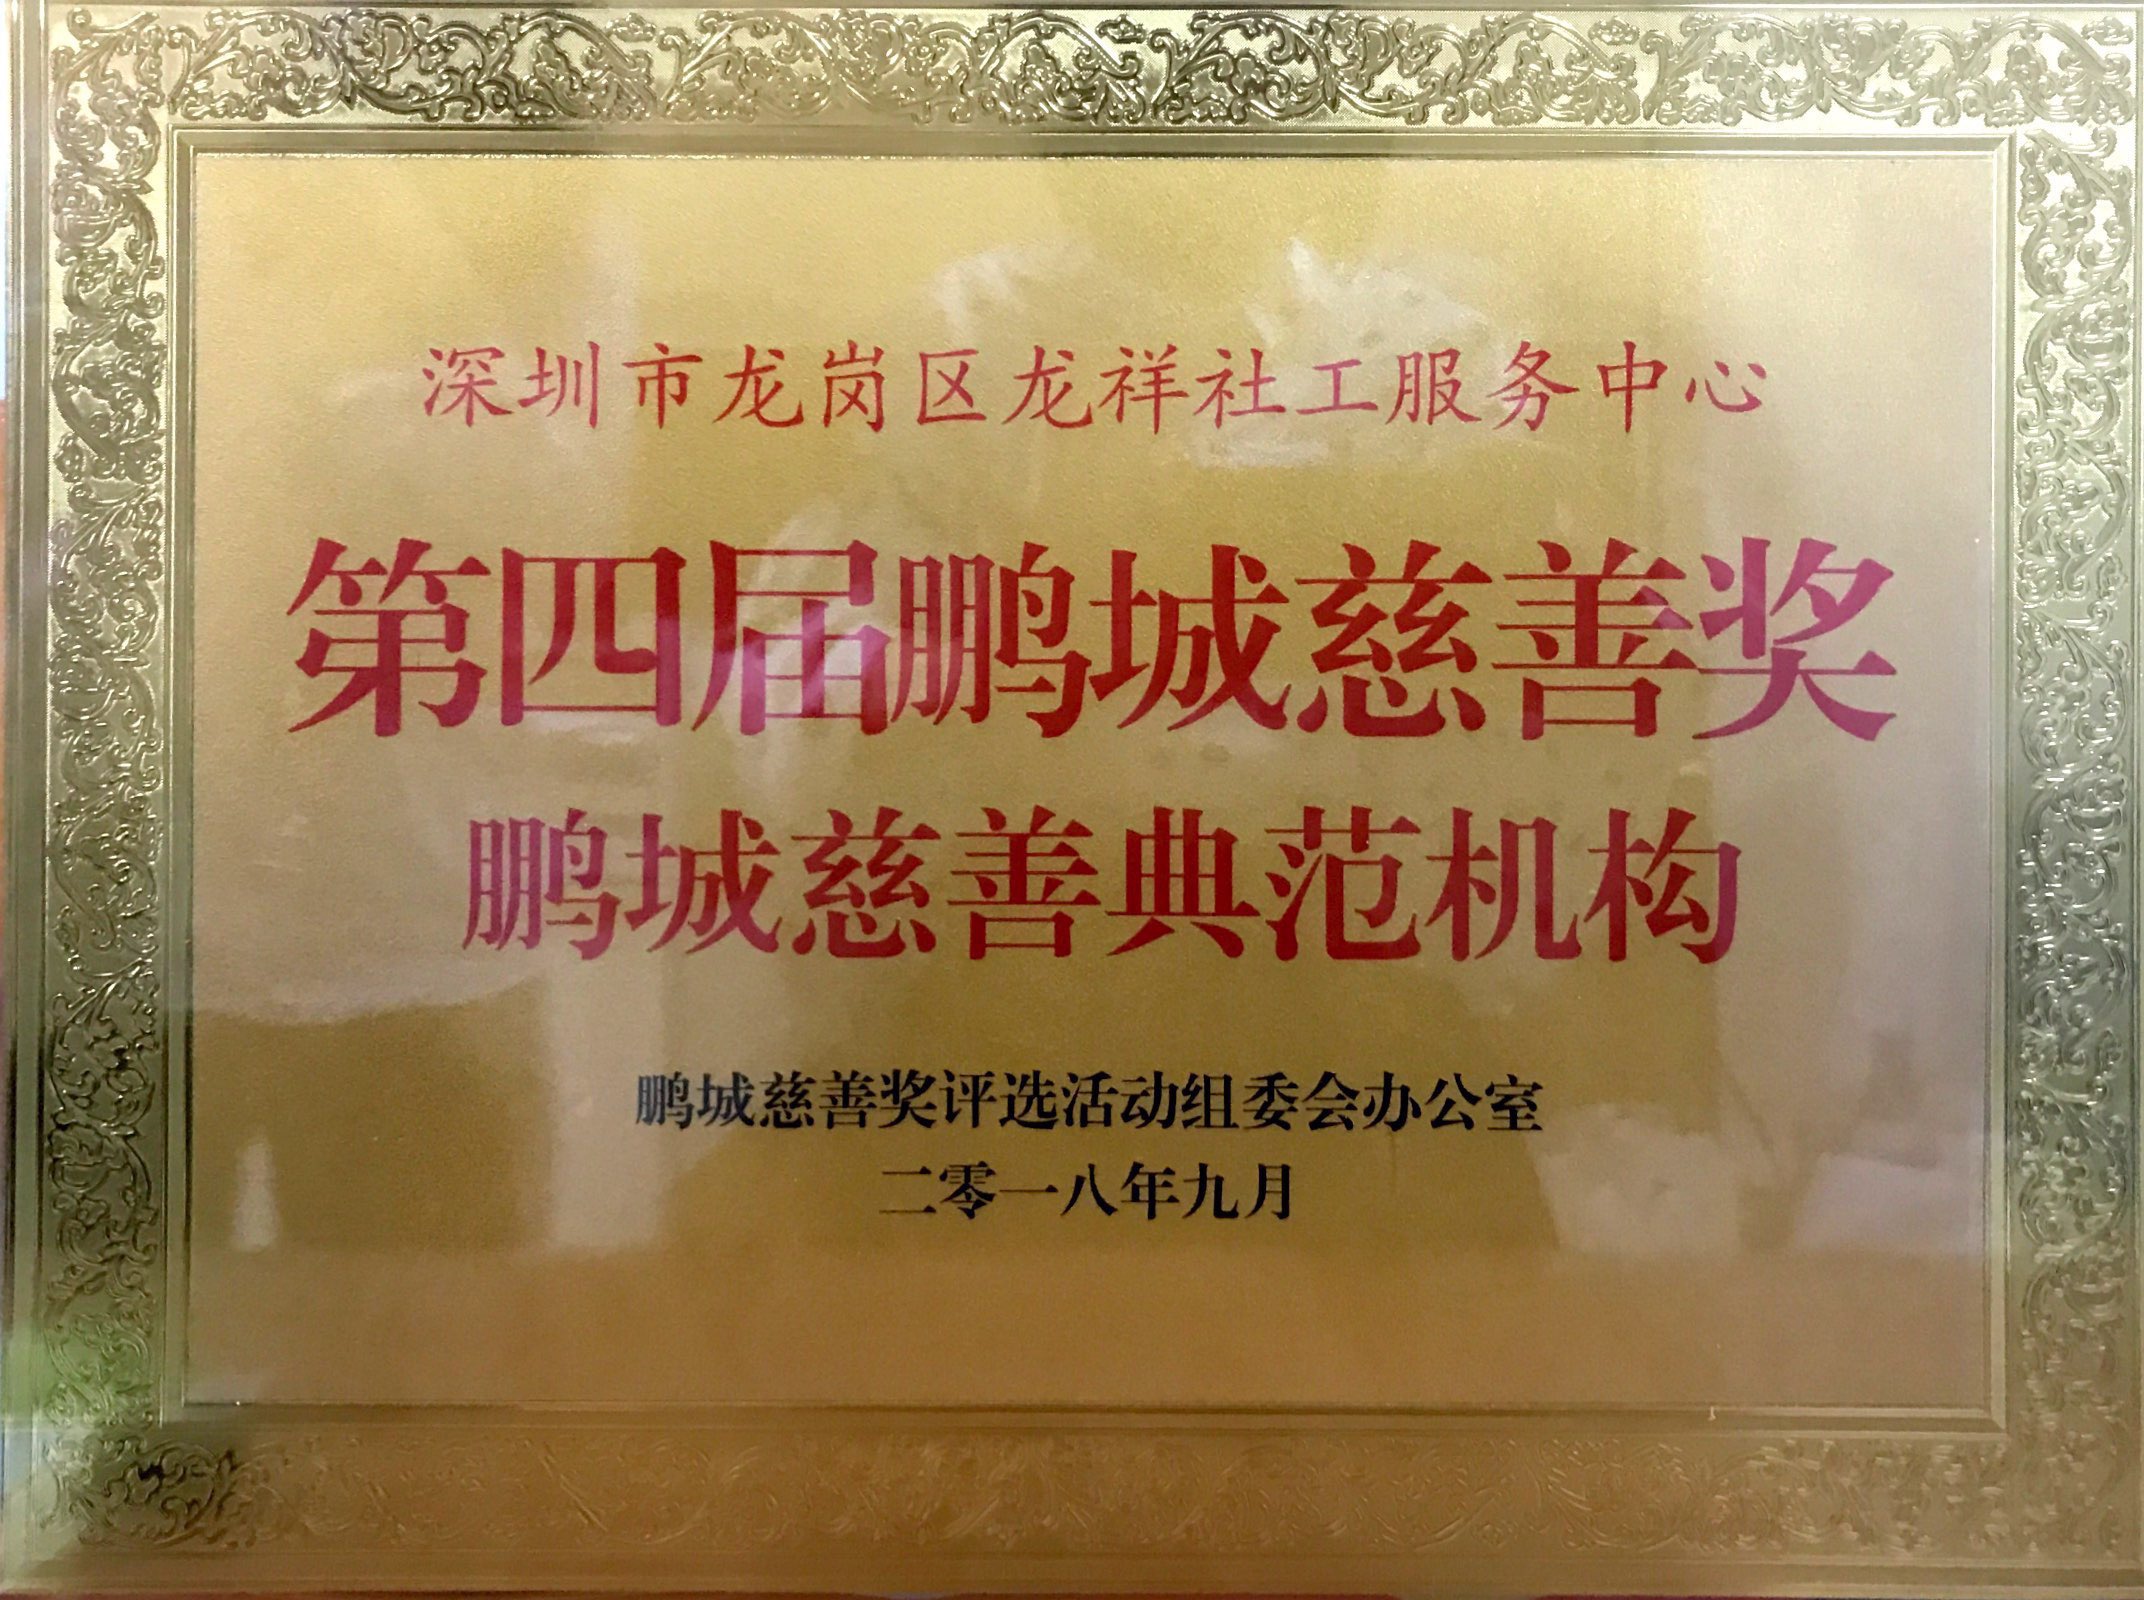 深圳市龙岗区龙祥社工服务中心
第四届鹏城慈善奖
鹏城慈善典范机构
鹏城慈善奖评选活动组委会办公室
二零一八年九月